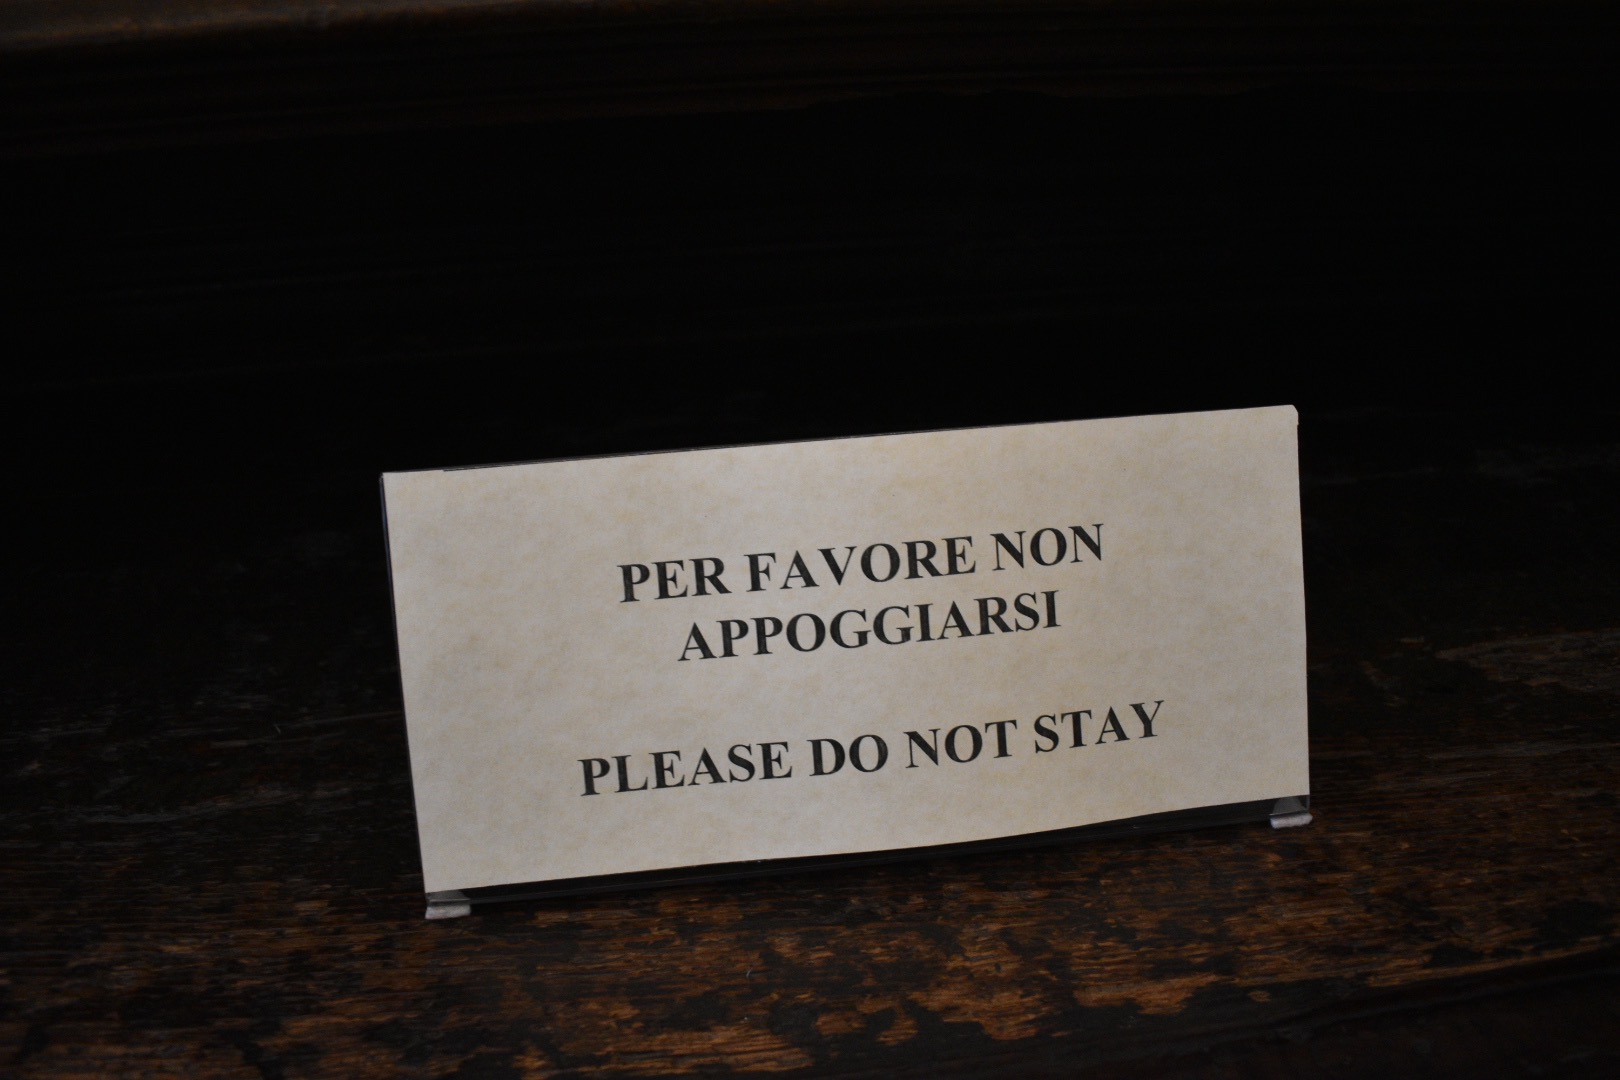 PER FAVORE NON
APPOGGIARSI
PLEASE DO NOT STAY